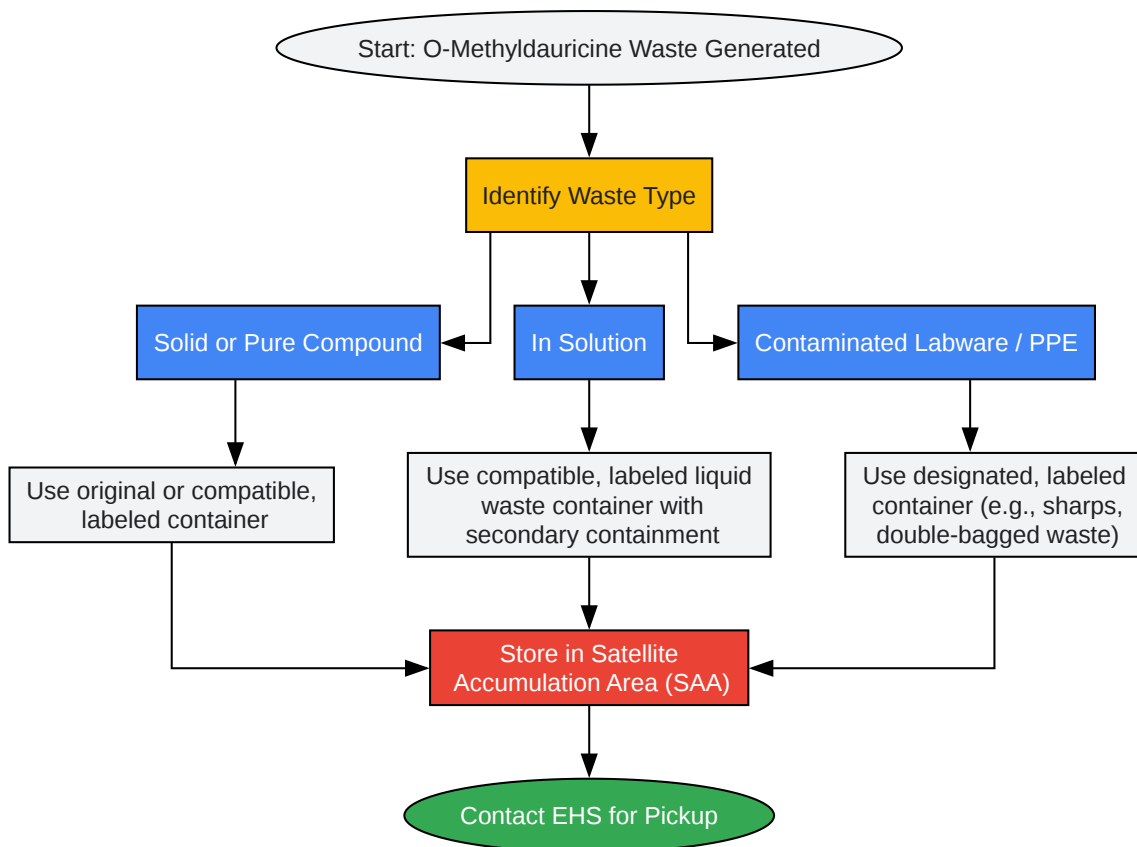 Start: O-Methyldauricine Waste Generated
Identify Waste Type
Solid or Pure Compound
In Solution
Contaminated Labware / PPE
Use original or compatible,
labeled container
Use compatible, labeled liquid
waste container with
secondary containment
Use designated, labeled
container (e.g., sharps,
double-bagged waste)
Store in Satellite
Accumulation Area (SAA)
Contact EHS for Pickup